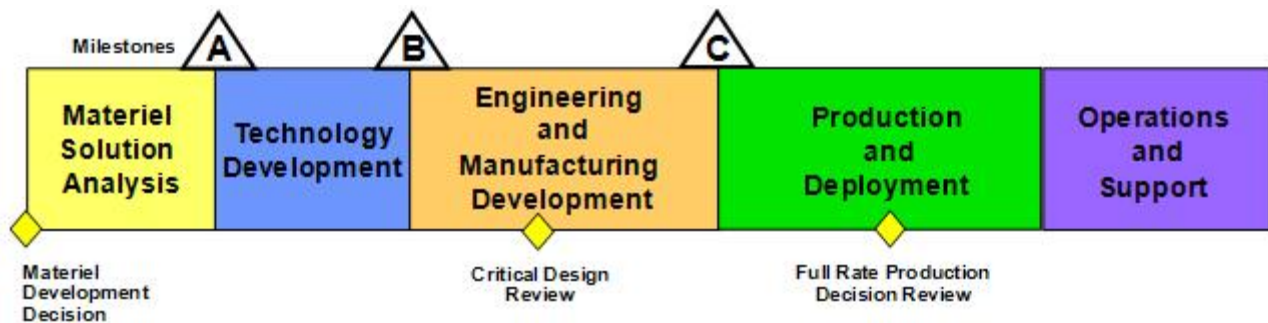 Milestones
A
B
C
Materiel
Solution
Analysis
Technology
Development
Engineering
and
Manufacturing
Development
Production
and
Deployment
Operations
and
Support
Materiel
Development
Decision
Critical Design
Review
Full Rate Production
Decision Review